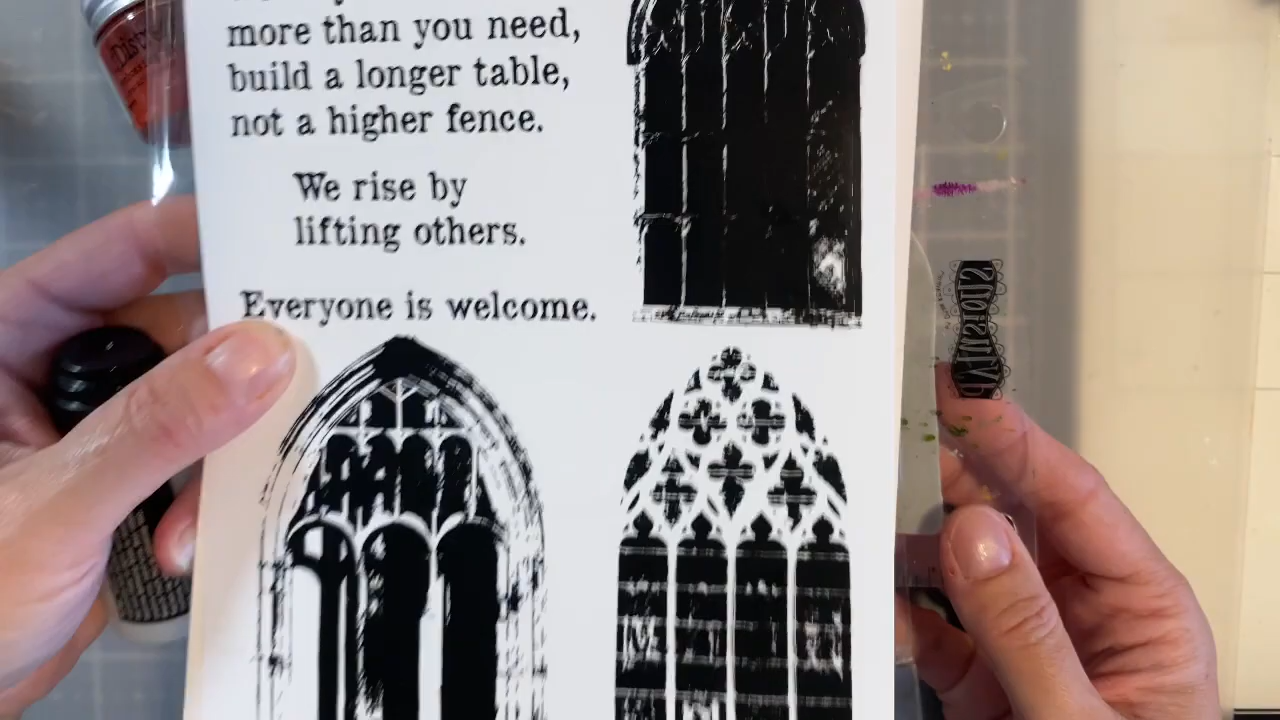 more than you need,
build a longer table,
not a higher fence.
We rise by
lifting others.
Everyone is welcome.